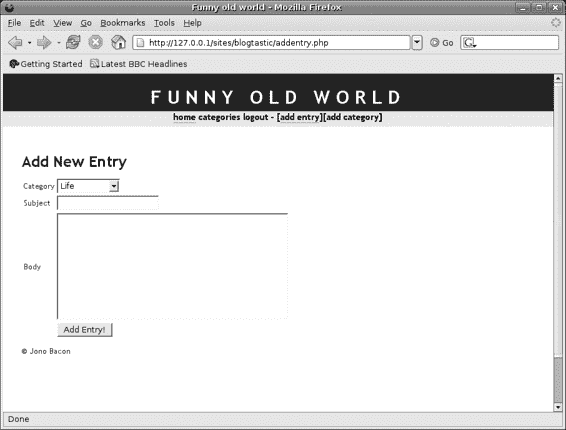 Funny old world - Mozilla Firefox
File Edit View Go Bookmarks Tools Help
http://127.0.0.1/sites/blogtastic/addentry.php Go G
Getting Started Latest BBC Headlines
FUNNY OLD WORLD
home categories logout - [add entry][add category]
Add New Entry
Category Life
Subject
Body
Add Entry!
© Jono Bacon
Done